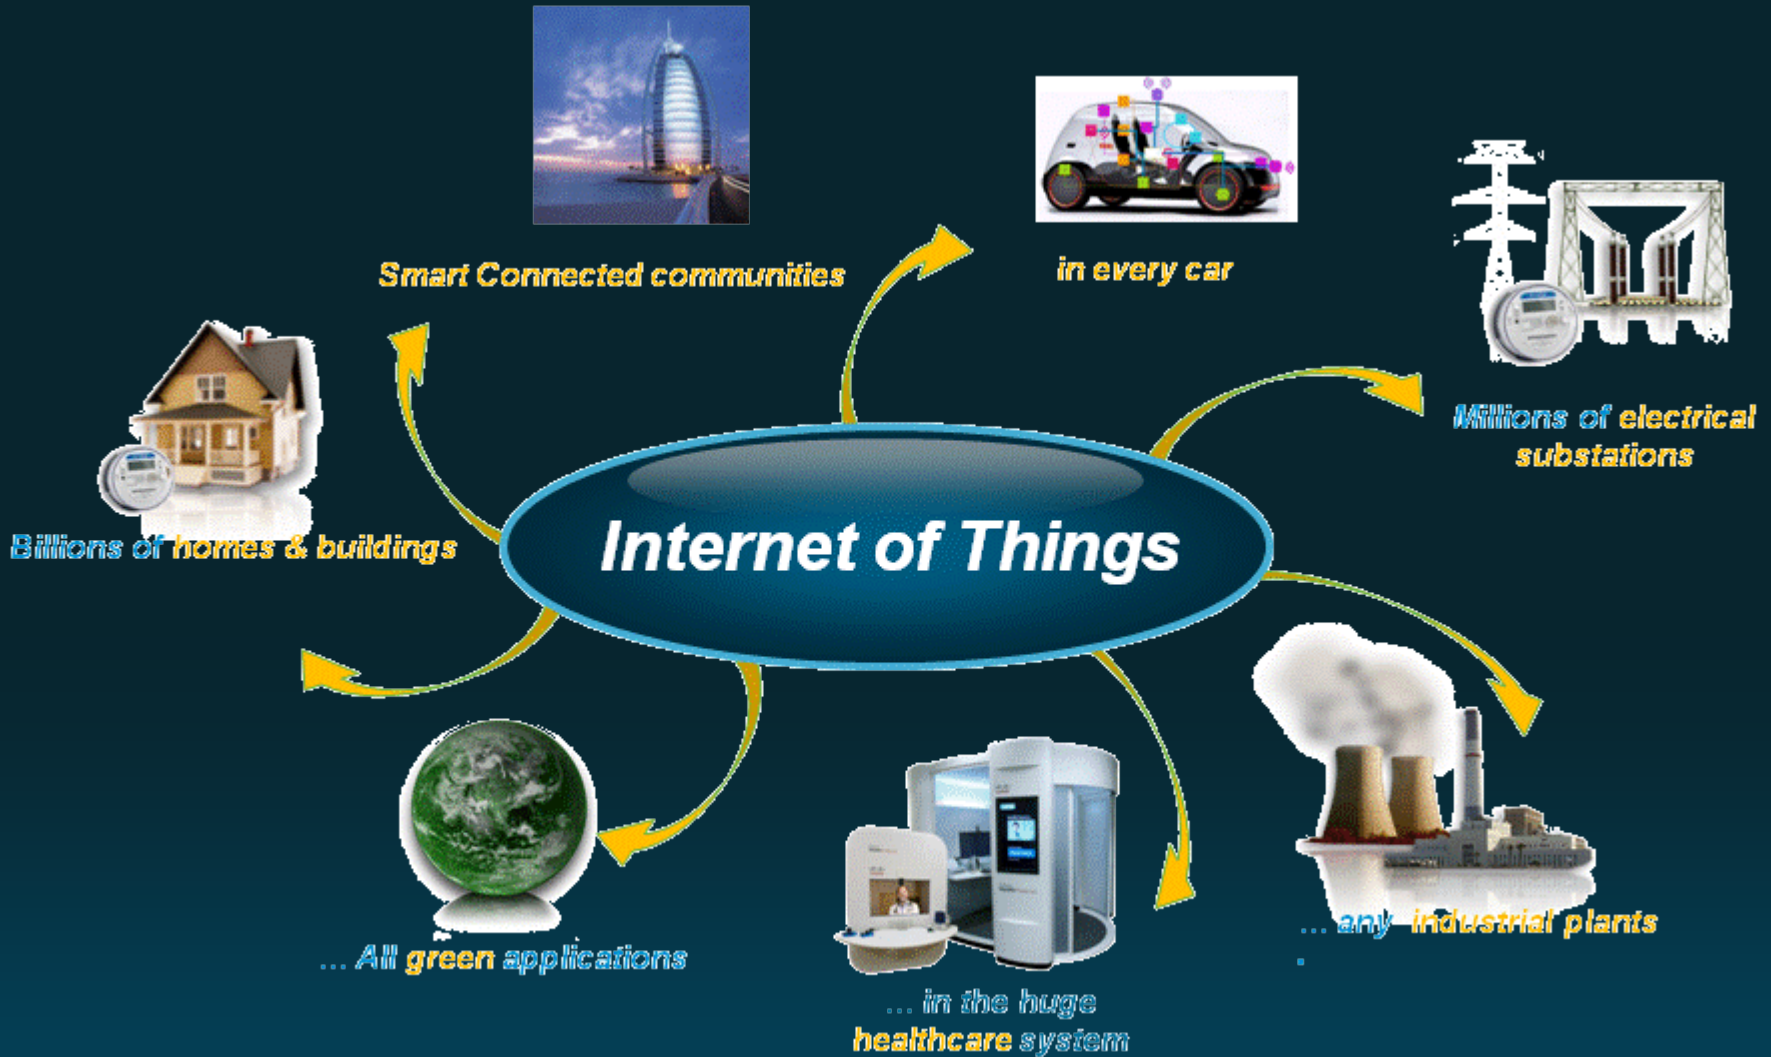 Smart Connected communities
in every car
Millions of electrical
substations
Billions of homes & buildings
Internet of Things
... any industrial plants
.
... All green applications
... in the huge
healthcare system